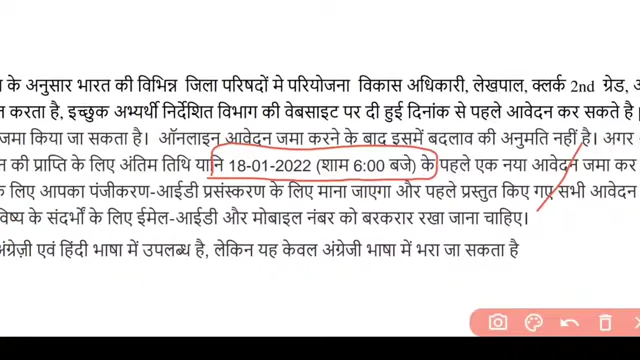 के अनुसार भारत की विभिन्न जिला परिषदों मे परियोजना विकास अधिकारी, लेखपाल, क्लर्क 2nd ग्रेड,
करता है, इच्छुक अभ्यर्थी निर्देशित विभाग की वेबसाइट पर दी हुई दिनांक से पहले आवेदन कर सकते है
जमा किया जा सकता है। ऑनलाइन आवेदन जमा करने के बाद इसमें बदलाव की अनुमति नहीं है। अगर
न की प्राप्ति के लिए अंतिम तिथि यानि 18-01-2022 (शाम 6:00 बजे) के पहले एक नया आवेदन जमा कर
के लिए आपका पंजीकरण-आईडी प्रसंस्करण के लिए माना जाएगा और पहले प्रस्तुत किए गए सभी आवेदन
विष्य के संदर्भों के लिए ईमेल-आईडी और मोबाइल नंबर को बरकरार रखा जाना चाहिए।
अंग्रेज़ी एवं हिंदी भाषा में उपलब्ध है, लेकिन यह केवल अंग्रेजी भाषा में भरा जा सकता है